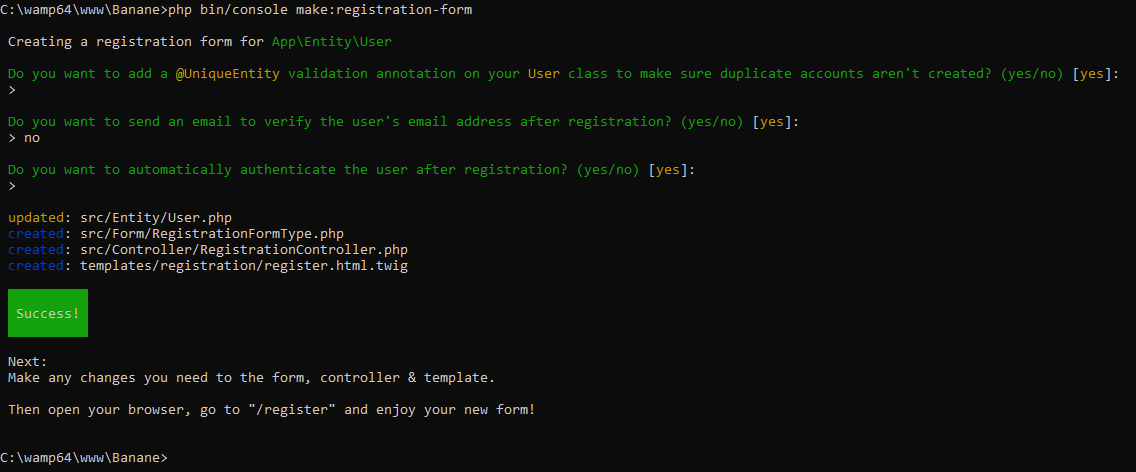 C:\wamp64\www\Banane>php bin/console make:registration-form
Creating a registration form for App\Entity\User
Do you want to add a @UniqueEntity validation annotation on your User class to make sure duplicate accounts aren't created? (yes/no) [yes]:
>
Do you want to send an email to verify the user's email address after registration? (yes/no) [yes]:
> no
Do you want to automatically authenticate the user after registration? (yes/no) [yes]:
>
updated: src/Entity/User.php
created: src/Form/RegistrationFormType.php
created: src/Controller/RegistrationController.php
created: templates/registration/register.html.twig
Success!
Next:
Make any changes you need to the form, controller & template.
Then open your browser, go to "/register" and enjoy your new form!
C:\wamp64\www\Banane>